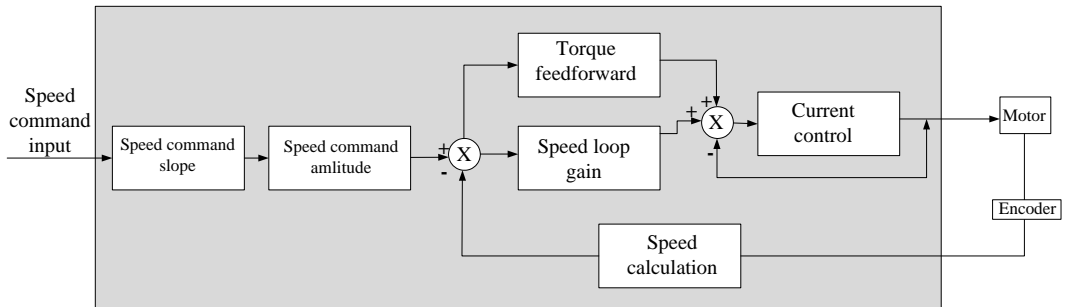 Speed
command
input
Speed command
slope
Speed command
amlitude
+
-
X
Torque
feedforward
Speed loop
gain
+
+
-
X
Current
control
Motor
Encoder
Speed
calculation